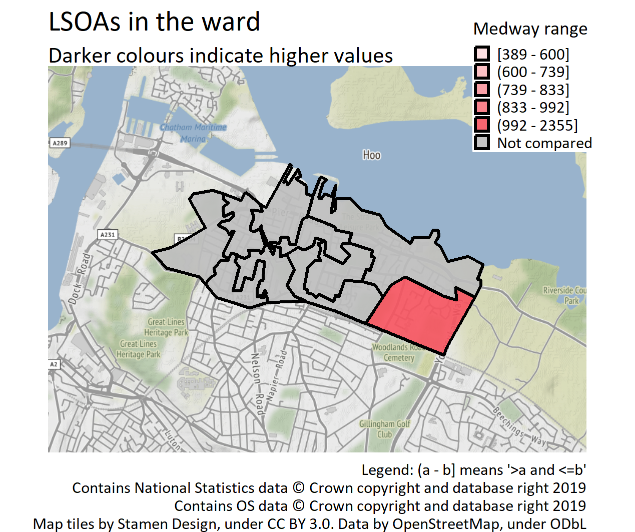 LSOAs in the ward
Darker colours indicate higher values
Medway range
[389 - 600]
(600 - 739]
(739 - 833]
(833 - 992]
(992 - 2355]
Not compared
Chatham Maritime
Marina
A289
Hoo
A231
Dock Road
Riverside Cou
Park
Great Lines
Heritage Park
Great Lines
Heritage Park
Woodlands Ro
Cemetery
A2
Nelson-Road
Napier-Road
Gillingham Golf
Club
Beechings-Way
Legend: (a - b] means '>a and <=b'
Contains National Statistics data © Crown copyright and database right 2019
Contains OS data © Crown copyright and database right 2019
Map tiles by Stamen Design, under CC BY 3.0. Data by OpenStreetMap, under ODbL